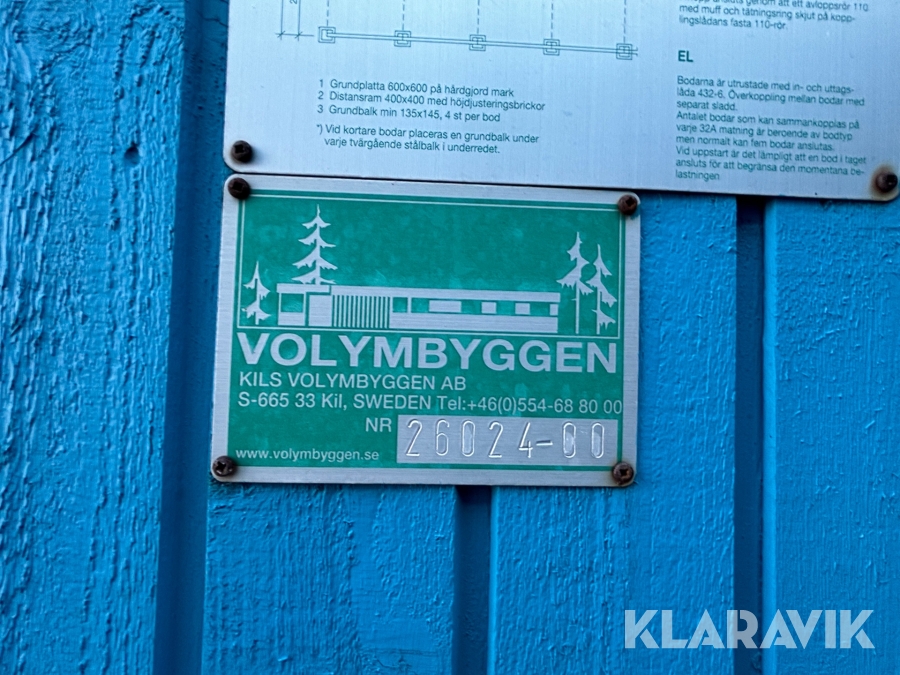 1 Grundplatta 600x600 på hårdgjord mark
2 Distansram 400x400 med höjdjusteringsbrickor
3 Grundbalk min 135x145, 4 st per bod
*) Vid kortare bodar placeras en grundbalk under
varje tvärgående stålbalk i underredet.
ansluts genom att ett avloppsrör 110
med muff och tätningsring skjut på kopp-
lingslådans fasta 110-rör.
EL
Bodarna är utrustade med in- och uttags-
låda 432-6. Överkoppling mellan bodar med
separat sladd.
Antalet bodar som kan sammankopplas på
varje 32A matning är beroende av bodtyp
men normalt kan fem bodar anslutas.
Vid uppstart är det lämpligt att en bod i taget
ansluts för att begränsa den momentana be-
lastningen
VOLYMBYGGEN
KILS VOLYMBYGGEN AB
S-665 33 Kil, SWEDEN Tel:+46(0)554-68 80 00
NR 26024-00
www.volymbyggen.se
KLARAVIK